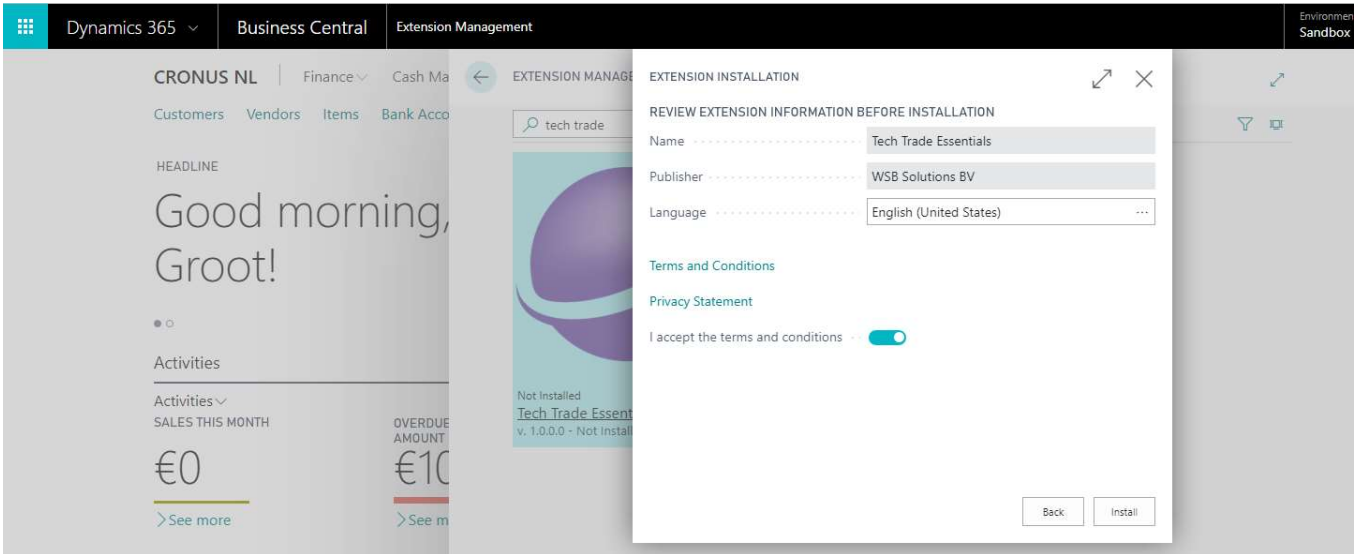 Dynamics 365
Business Central
Extension Management
Environmen
Sandbox
CRONUS NL
Finance
Cash Ma
Customers
Vendors
Items
Bank Acco
HEADLINE
Good morning,
Groot!
Activities
Activities
SALES THIS MONTH
€0
See more
OVERDUE
AMOUNT
€10
See m
EXTENSION MANAGE
tech trade
Not Installed
Tech Trade Essent
v. 1.0.0.0 - Not Instal
EXTENSION INSTALLATION
REVIEW EXTENSION INFORMATION BEFORE INSTALLATION
Name
Tech Trade Essentials
Publisher
WSB Solutions BV
Language
English (United States)
...
Terms and Conditions
Privacy Statement
I accept the terms and conditions
Back
Install